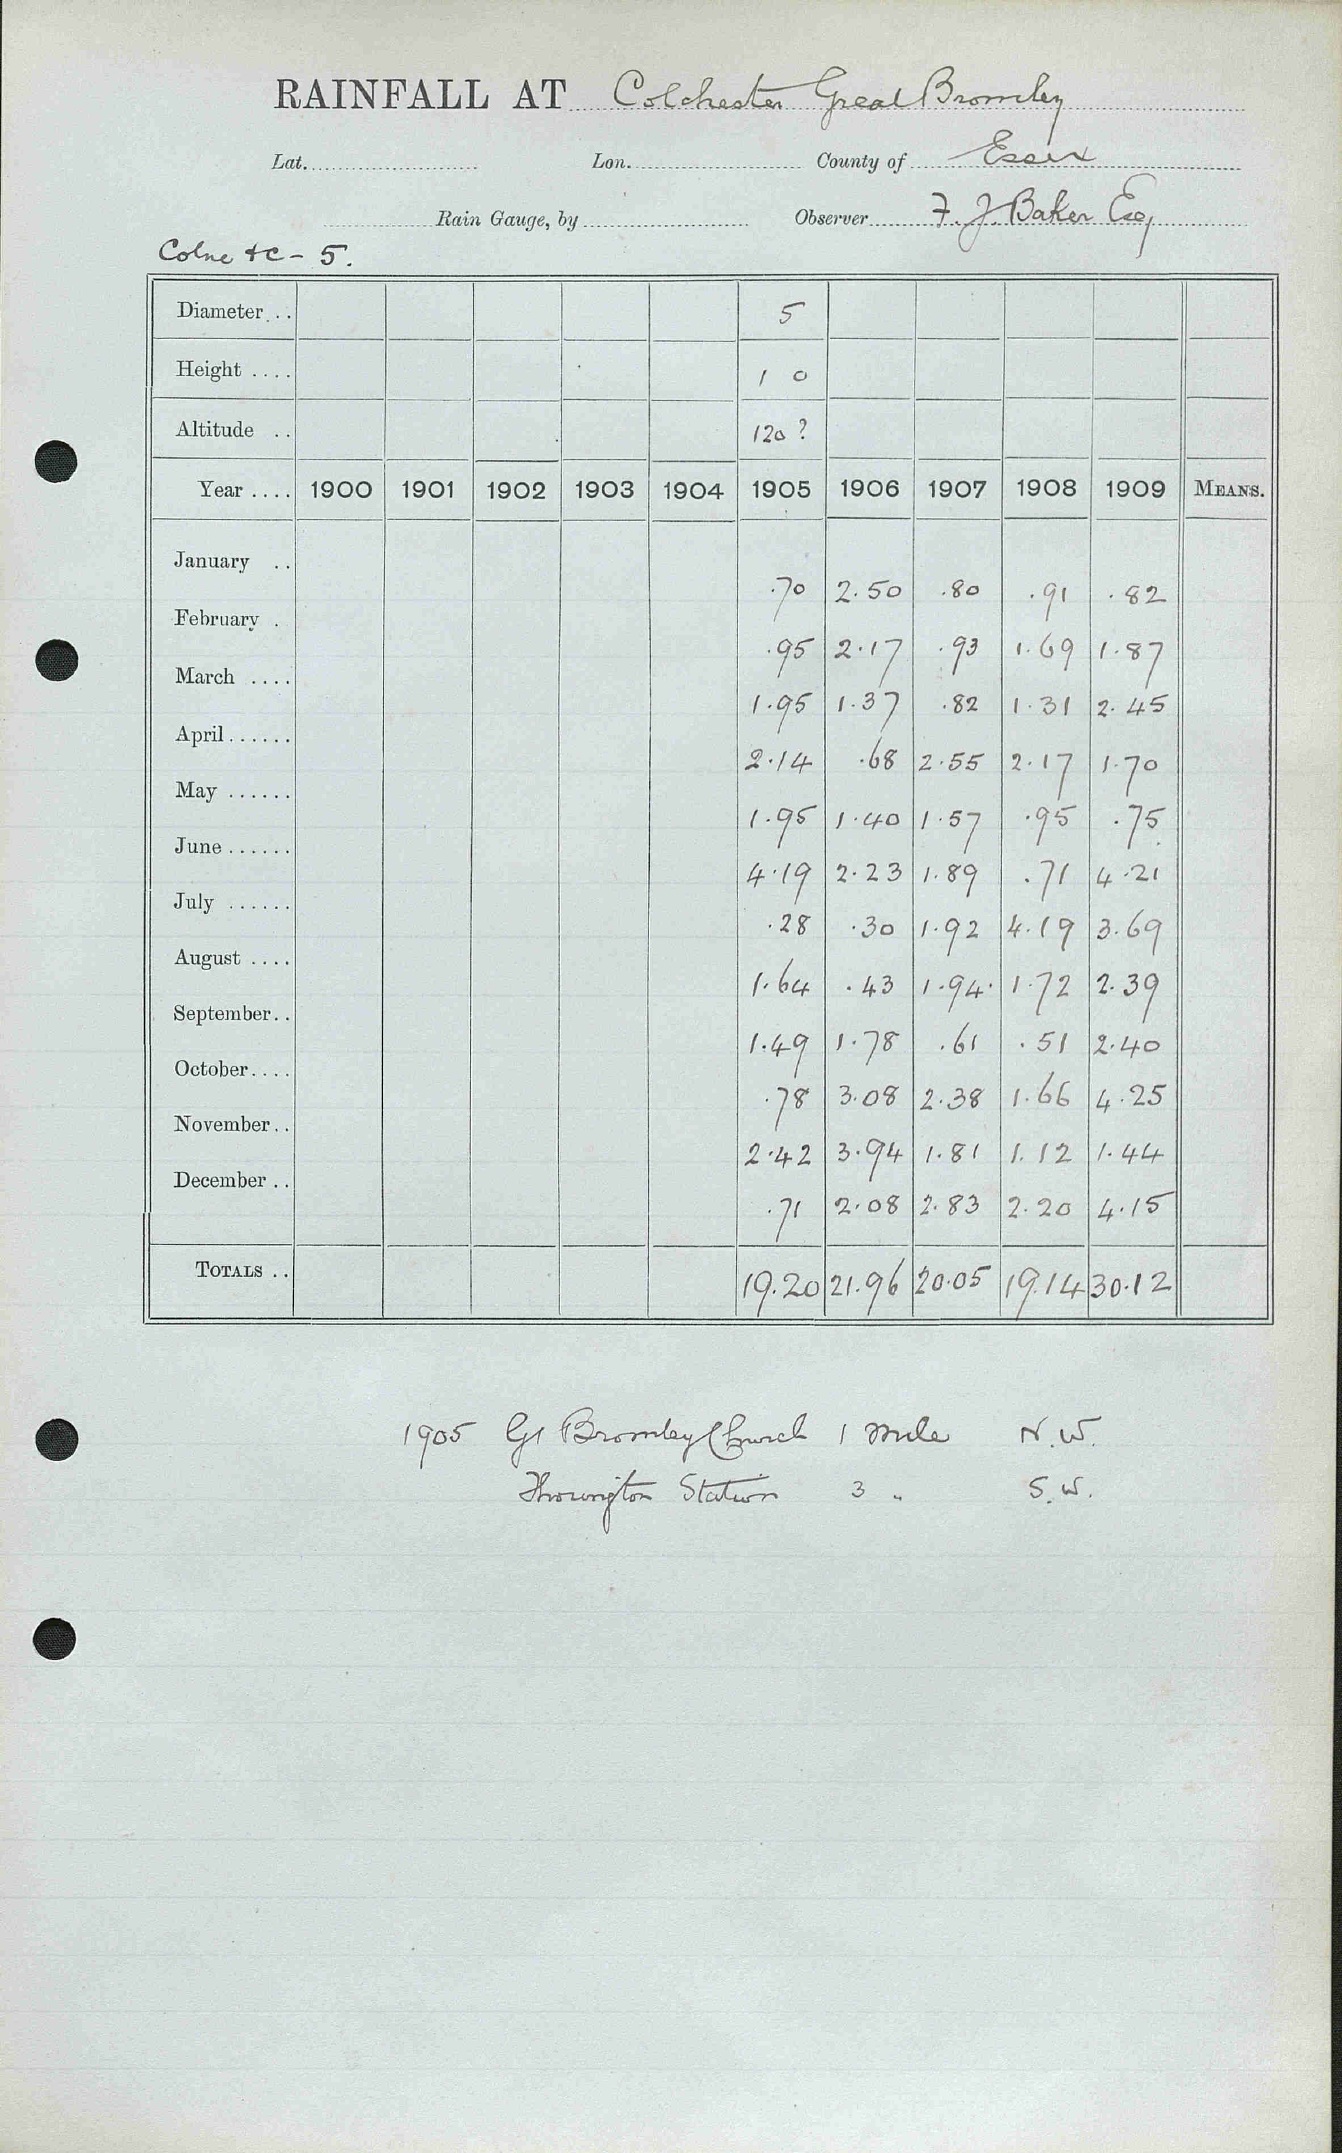 RAINFALL AT Colchester Great Bromley
Lat. Lon. County of Essex
Rain Gauge, by Observer F. J. Baker Esq
Colne &c - 5.
Diameter .. 5
Height .... 1 0
Altitude .. 120 ?
Year .... 1900 1901 1902 1903 1904 1905 1906 1907 1908 1909 MEANS.
January .. .70 2.50 .80 .91 .82
February . .95 2.17 .93 1.69 1.87
March .... 1.95 1.37 .82 1.31 2.45
April...... 2.14 .68 2.55 2.17 1.70
May ...... 1.95 1.40 1.57 .95 .75
June...... 4.19 2.23 1.89 .71 4.21
July ...... .28 .30 1.92 4.19 3.69
August .... 1.64 .43 1.94 1.72 2.39
September.. 1.49 1.78 .61 .51 2.40
October.... .78 3.08 2.38 1.66 4.25
November.. 2.42 3.94 1.81 1.12 1.44
December .. .71 2.08 2.83 2.20 4.15
TOTALS .. 19.20 21.96 20.05 19.14 30.12
1905 Gt Bromley Church 1 Mile N.W.
Station 3 " S.W.